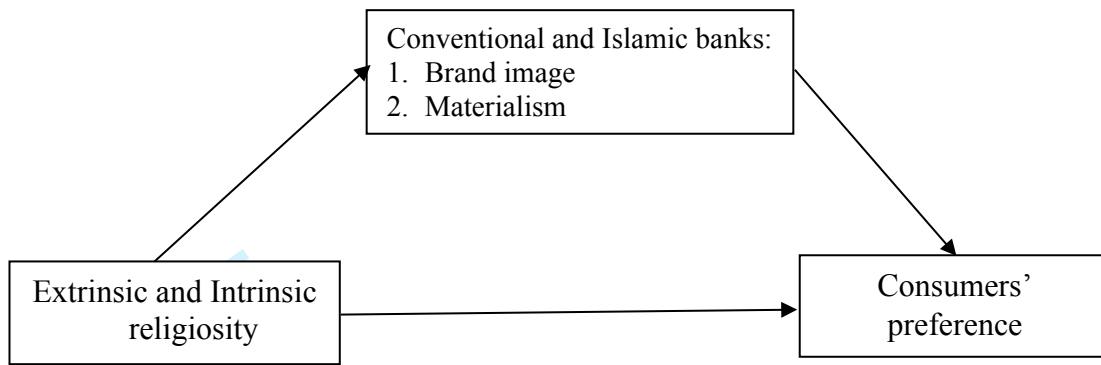 Conventional and Islamic banks:
1. Brand image
2. Materialism
Extrinsic and Intrinsic
religiosity
Consumers’
preference